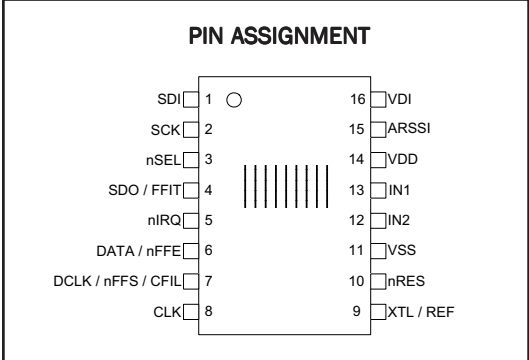 PIN ASSIGNMENT
SDI 1 16 VDI
SCK 2 15 ARSSI
nSEL 3 14 VDD
SDO / FFIT 4 13 IN1
nIRQ 5 12 IN2
DATA / nFFE 6 11 VSS
DCLK / nFFS / CFIL 7 10 nRES
CLK 8 9 XTL / REF